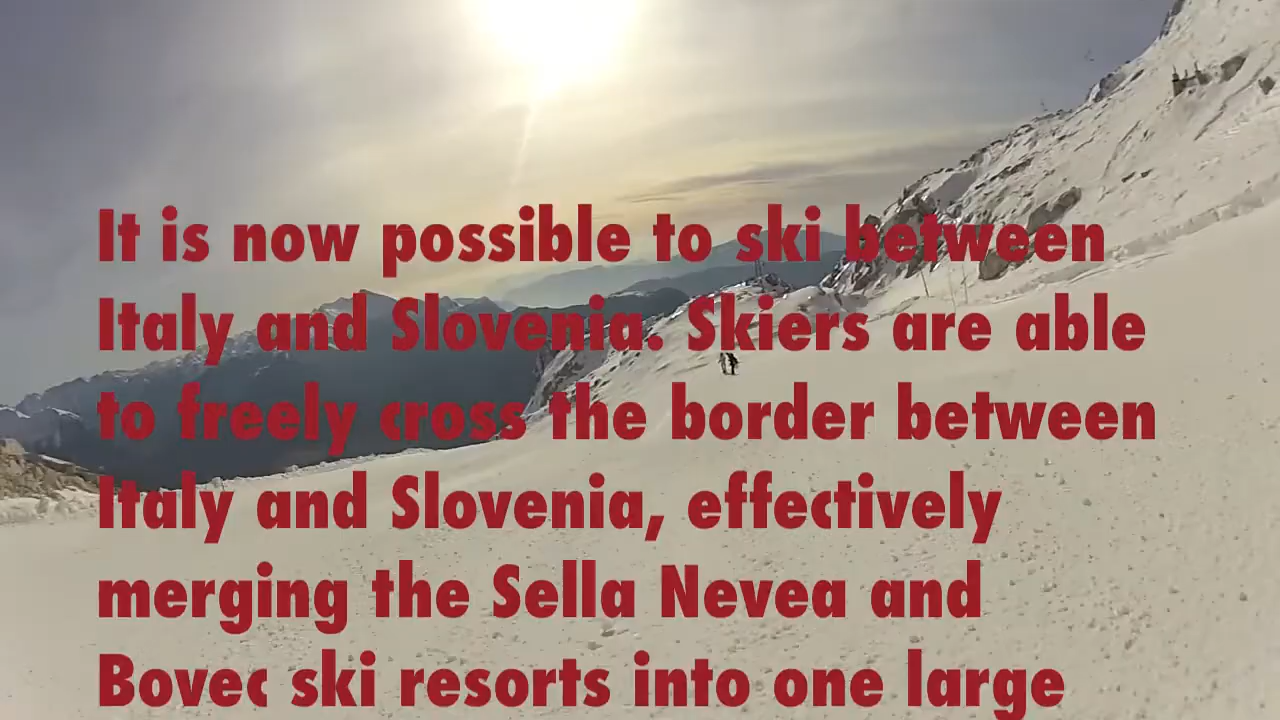 It is now possible to ski between
Italy and Slovenia. Skiers are able
to freely cross the border between
Italy and Slovenia, effectively
merging the Sella Nevea and
Bovec ski resorts into one large